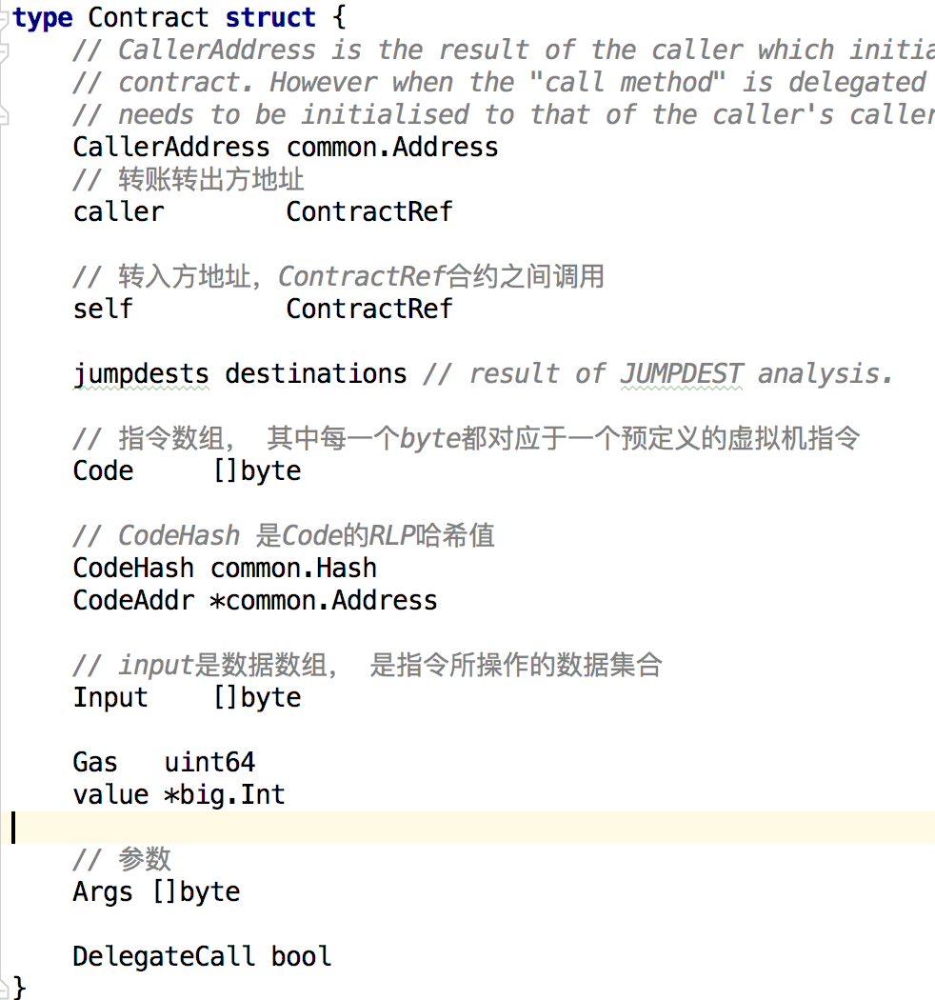 type Contract struct {
    // CallerAddress is the result of the caller which
    // contract. However when the "call method" is delegated
    // needs to be initialised to that of the caller's
    CallerAddress common.Address
    // 转账转出方地址
    caller        ContractRef
    // 转入方地址，ContractRef合约之间调用
    self          ContractRef
    jumpdests destinations // result of JUMPDEST analysis.
    // 指令数组， 其中每一个byte都对应于一个预定义的虚拟机指令
    Code     []byte
    // CodeHash 是Code的RLP哈希值
    CodeHash common.Hash
    CodeAddr *common.Address
    // input是数据数组， 是指令所操作的数据集合
    Input    []byte
    Gas   uint64
    value *big.Int
    // 参数
    Args []byte
    DelegateCall bool
}